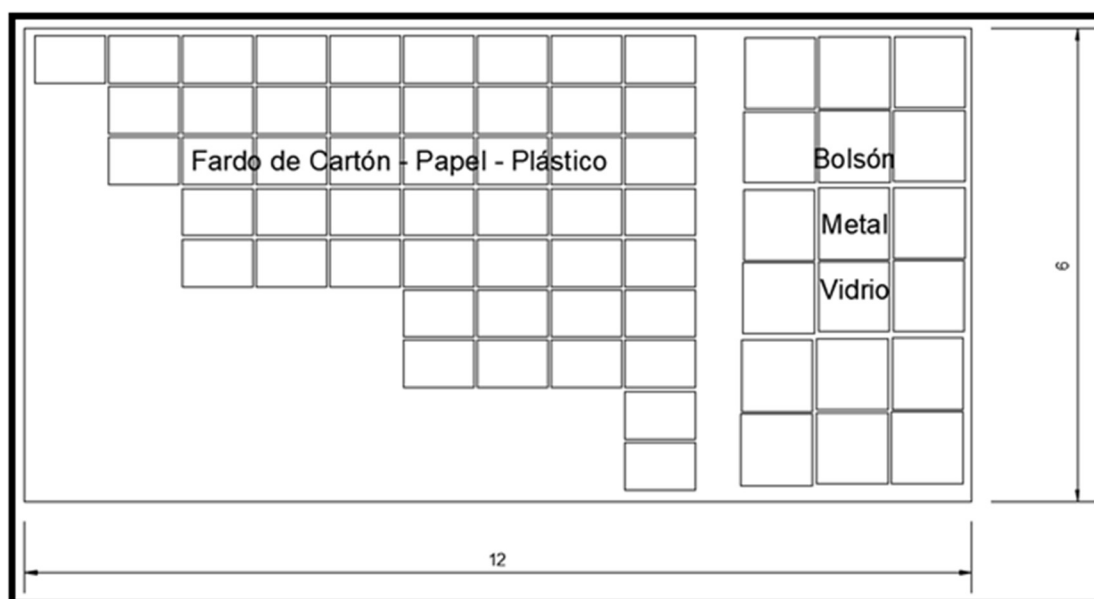 Fardo de Cartón - Papel - Plástico
Bolsón
Metal
Vidrio
6
12